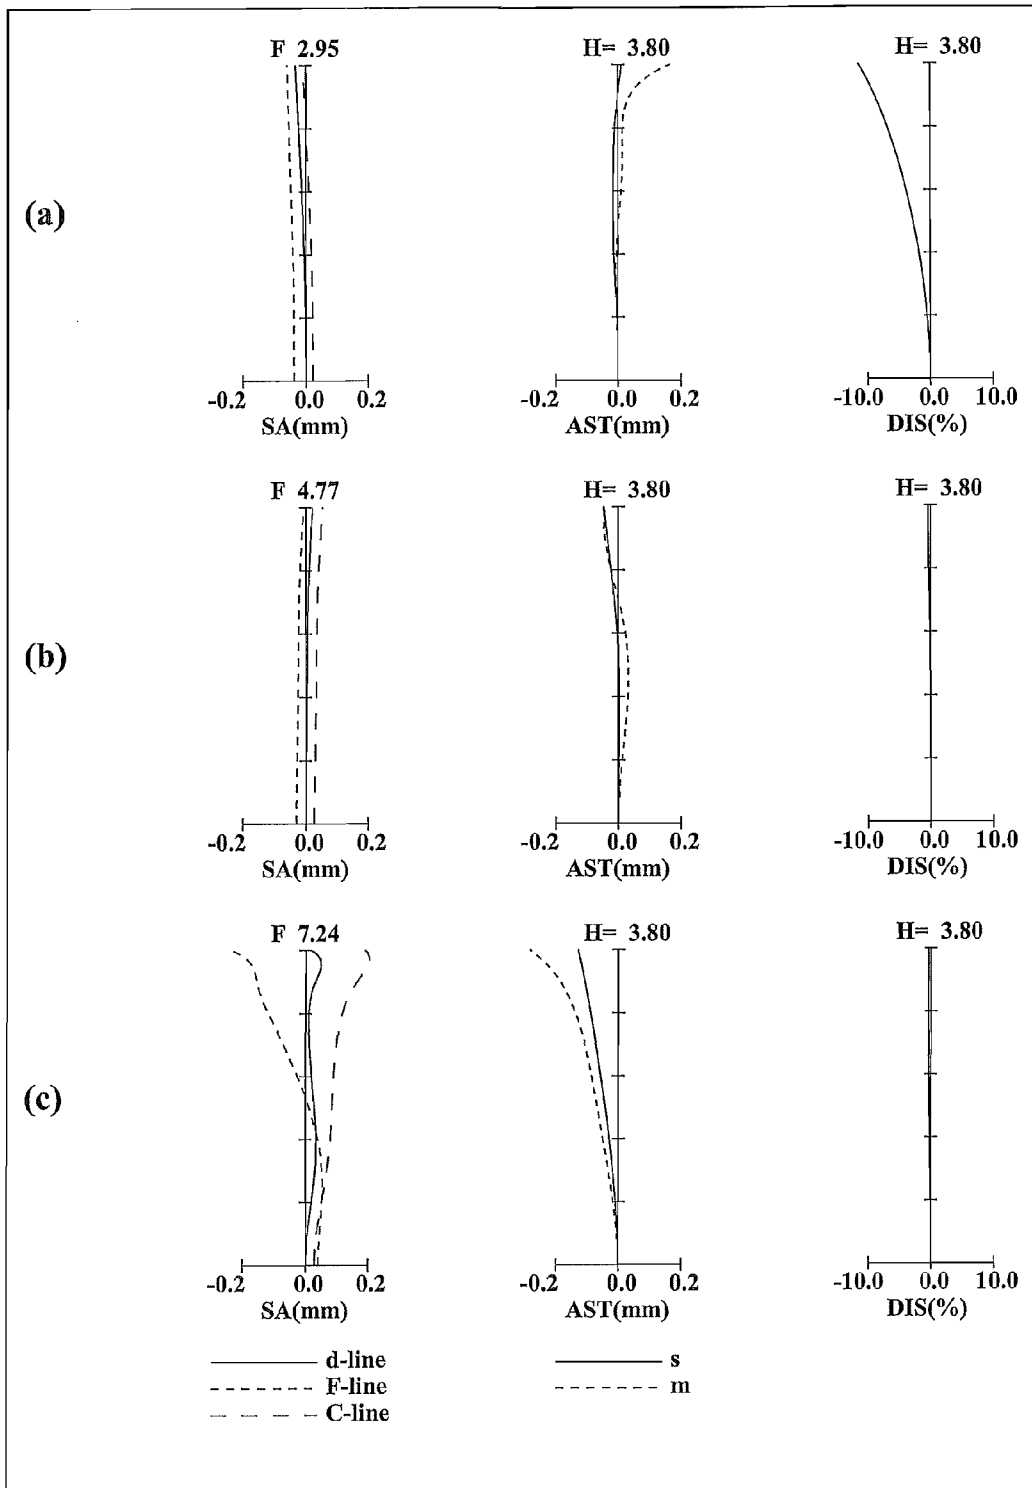 F 2.95
H= 3.80
H= 3.80
(a)
-0.2 0.0 0.2
SA(mm)
-0.2 0.0 0.2
AST(mm)
-10.0 0.0 10.0
DIS(%)
F 4.77
H= 3.80
H= 3.80
(b)
-0.2 0.0 0.2
SA(mm)
-0.2 0.0 0.2
AST(mm)
-10.0 0.0 10.0
DIS(%)
F 7.24
H= 3.80
H= 3.80
(c)
-0.2 0.0 0.2
SA(mm)
-0.2 0.0 0.2
AST(mm)
-10.0 0.0 10.0
DIS(%)
d-line
F-line
C-line
s
m